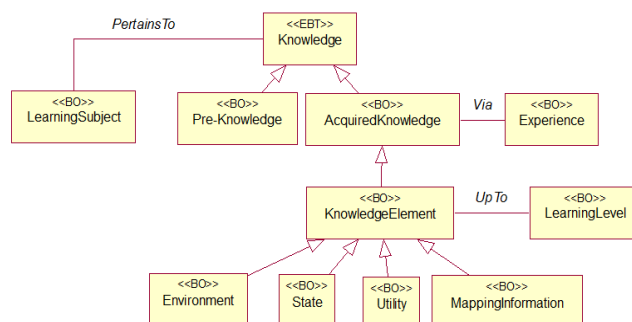 PertainsTo
<<EBT>>
Knowledge
<<BO>>
LearningSubject
<<BO>>
Pre-Knowledge
<<BO>>
AcquiredKnowledge
Via
<<BO>>
Experience
<<BO>>
KnowledgeElement
UpTo
<<BO>>
LearningLevel
<<BO>>
Environment
<<BO>>
State
<<BO>>
Utility
<<BO>>
MappingInformation